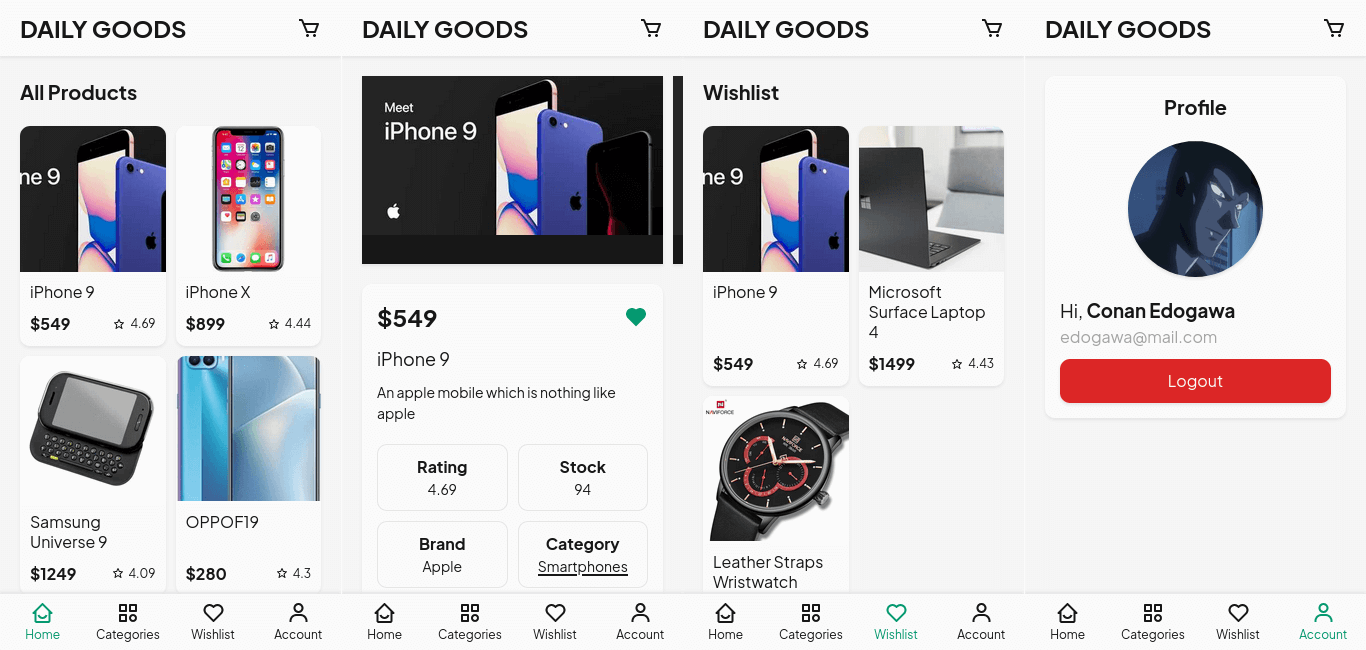 DAILY GOODS
All Products
ne 9
iPhone 9
$549
4.69
iPhone X
$899
4.44
Samsung
Universe 9
$1249
4.09
OPPOF19
$280
4.3
Home
Categories
Wishlist
Account
DAILY GOODS
Meet
iPhone 9
$549
iPhone 9
An apple mobile which is nothing like
apple
Rating
4.69
Stock
94
Brand
Apple
Category
Smartphones
Home
Categories
Wishlist
Account
DAILY GOODS
Wishlist
ne 9
iPhone 9
$549
4.69
Microsoft
Surface Laptop
4
$1499
4.43
NAVIFORCE
NAVIFORCE
Leather Straps
Wristwatch
Home
Categories
Wishlist
Account
DAILY GOODS
Profile
Hi, Conan Edogawa
edogawa@mail.com
Logout
Home
Categories
Wishlist
Account